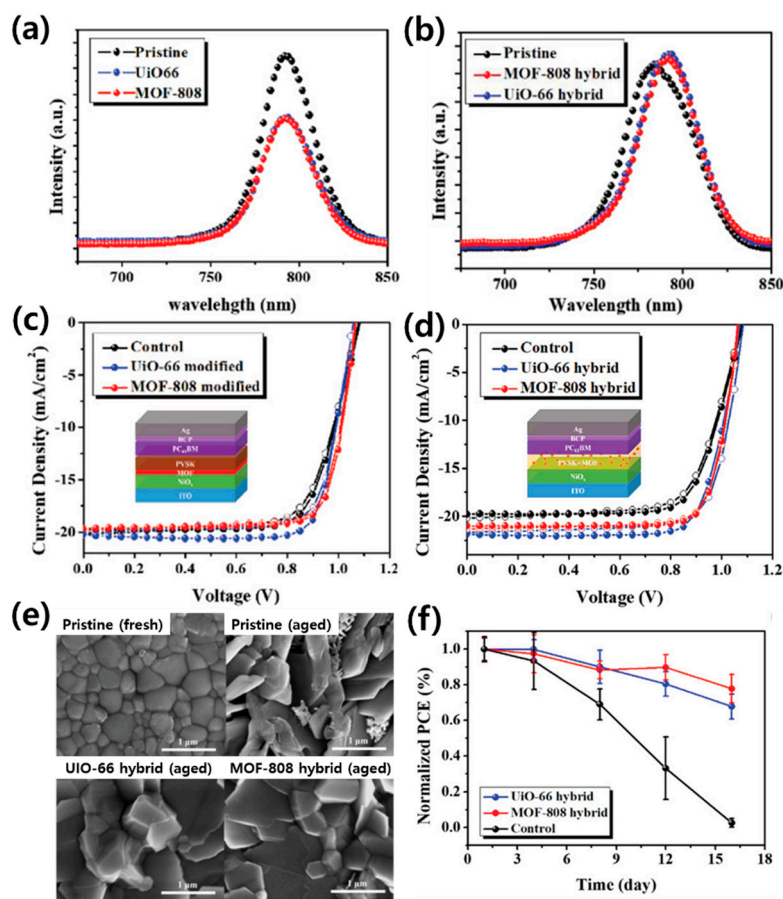 (a)
Pristine
UiO66
MOF-808
Intensity (a.u.)
700 750 800 850
wavelehgth (nm)
(b)
Pristine
MOF-808 hybrid
UiO-66 hybrid
Intensity (a.u.)
700 750 800 850
Wavelength (nm)
(c)
Control
UiO-66 modified
MOF-808 modified
Ag
BCP
PC₆₁BM
PVSK
MOF
NiOₓ
ITO
Current Density (mA/cm²)
0
-5
-10
-15
-20
0.0 0.2 0.4 0.6 0.8 1.0 1.2
Voltage (V)
(d)
Control
UiO-66 hybrid
MOF-808 hybrid
Ag
BCP
PC₆₁BM
PVSK+MOF
NiOₓ
ITO
Current Density (mA/cm²)
0
-5
-10
-15
-20
0.0 0.2 0.4 0.6 0.8 1.0 1.2
Voltage (V)
(e)
Pristine (fresh)
1 μm
Pristine (aged)
1 μm
UIO-66 hybrid (aged)
1 μm
MOF-808 hybrid (aged)
1 μm
(f)
Normalized PCE (%)
1.0
0.8
0.6
0.4
0.2
0.0
UiO-66 hybrid
MOF-808 hybrid
Control
0 3 6 9 12 15 18
Time (day)